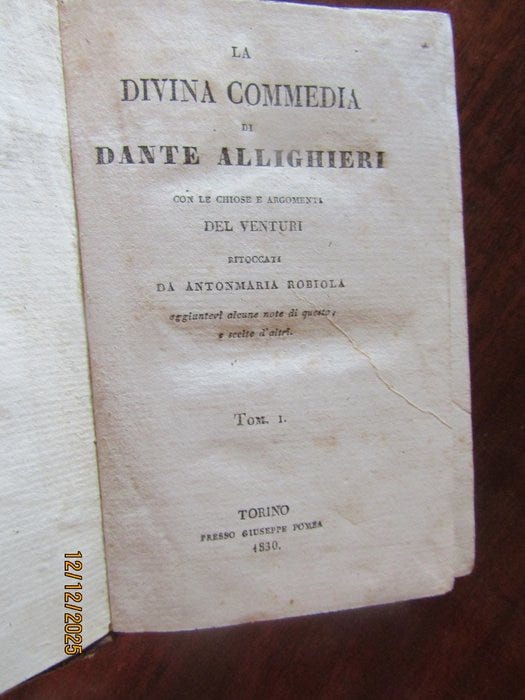 LA
DIVINA COMMEDIA
DI
DANTE ALLIGHIERI
CON LE CHIOSE E ARGOMENTI
DEL VENTURI
RITOCCATI
DA ANTONMARIA ROBIOLA
aggiuntevi alcune note di questo,
e scelte d'altri.
TOM. I.
TORINO
PRESSO GIUSEPPE POMBA
1830.
12/12/2025